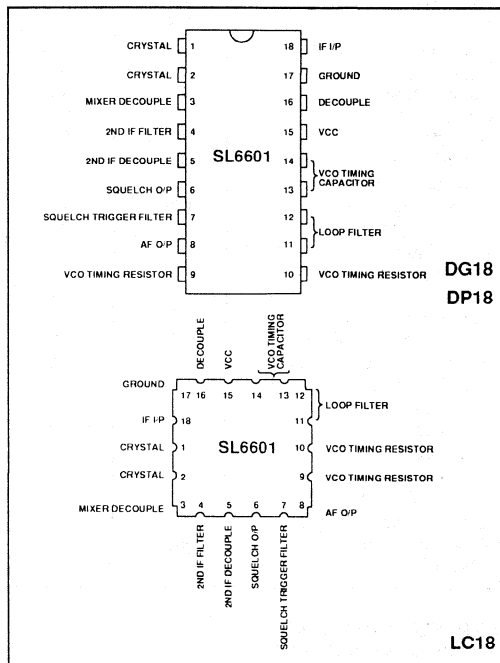 CRYSTAL 1 18 IF I/P
CRYSTAL 2 17 GROUND
MIXER DECOUPLE 3 16 DECOUPLE
2ND IF FILTER 4 15 VCC
2ND IF DECOUPLE 5 SL6601 14 VCO TIMING CAPACITOR
SQUELCH O/P 6 13
SQUELCH TRIGGER FILTER 7 12 LOOP FILTER
AF O/P 8 11
VCO TIMING RESISTOR 9 10 VCO TIMING RESISTOR
DG18
DP18
DECOUPLE
VCC
VCO TIMING
CAPACITOR
GROUND
17 16 15 14 13 12
LOOP FILTER
IF I/P 18 11
CRYSTAL 1 SL6601 10 VCO TIMING RESISTOR
CRYSTAL 2 9 VCO TIMING RESISTOR
MIXER DECOUPLE 3 4 5 6 7 8 AF O/P
2ND IF FILTER
2ND IF DECOUPLE
SQUELCH O/P
SQUELCH TRIGGER FILTER
LC18